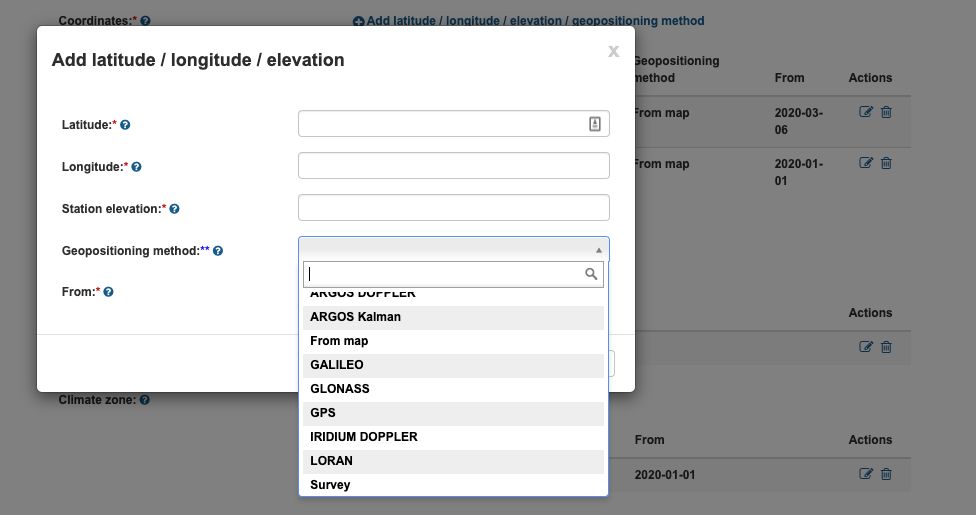 Coordinates:*
Add latitude / longitude / elevation / geopositioning method
Add latitude / longitude / elevation
x
Geopositioning
method
From
Actions
Latitude:*
From map
2020-03-
06
Longitude:*
From map
2020-01-
01
Station elevation:*
Geopositioning method:**
From:*
ARGOS DOPPLER
ARGOS Kalman
Actions
From map
GALILEO
GLONASS
Climate zone:
GPS
IRIDIUM DOPPLER
From
Actions
LORAN
2020-01-01
Survey